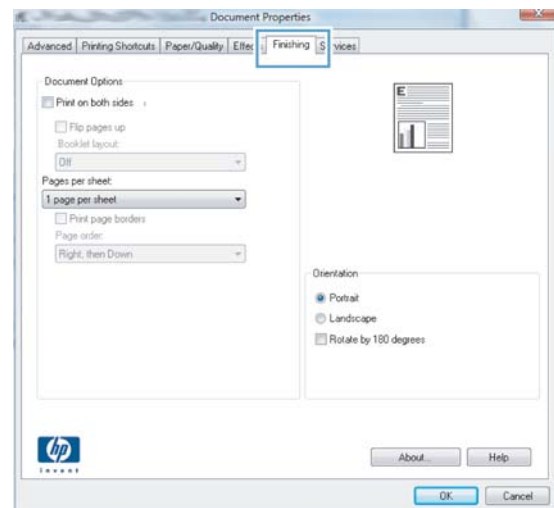 Document Properties
Advanced Printing Shortcuts Paper/Quality Finishing
Document Options
Print on both sides
Flip pages up
Booklet layout:
Off
Pages per sheet:
1 page per sheet
Print page borders
Page order:
Right, then Down
E
Orientation
Portrait
Landscape
Rotate by 180 degrees
hp
invent
About... Help
OK Cancel